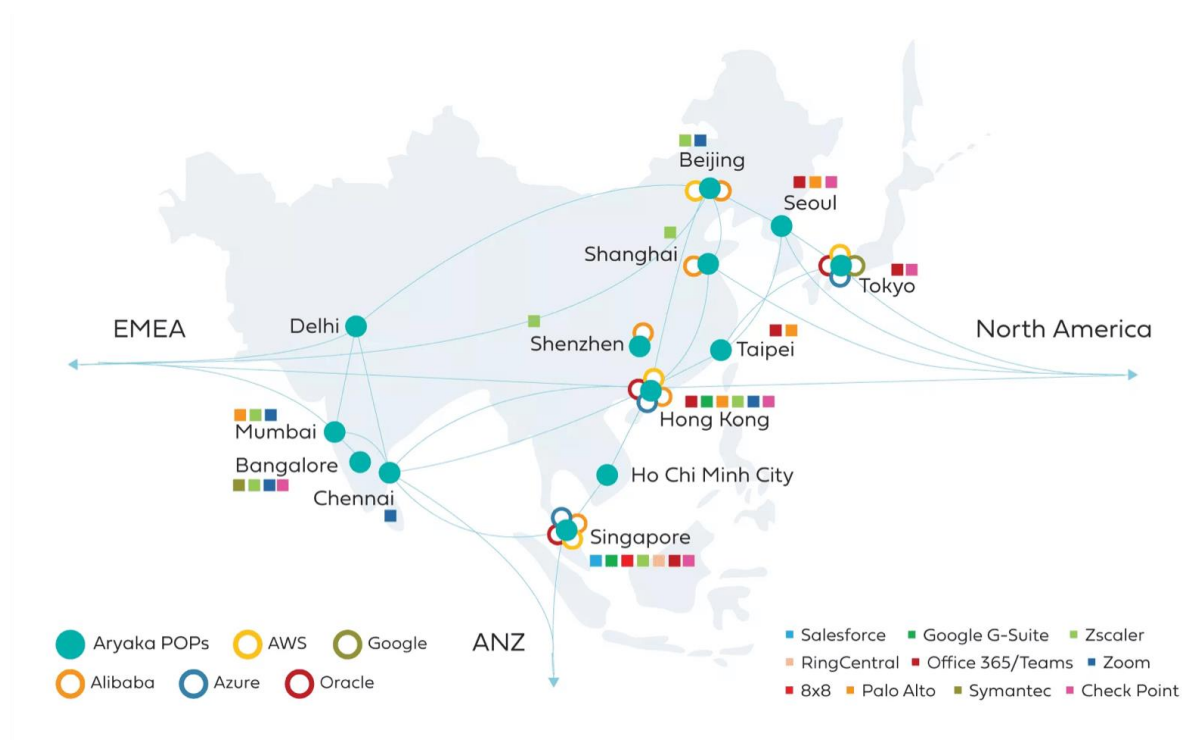 Beijing
Seoul
Shanghai
Tokyo
Delhi
EMEA
North America
Shenzhen
Taipei
Hong Kong
Mumbai
Bangalore
Chennai
Ho Chi Minh City
Singapore
ANZ
Aryaka POPs
AWS
Google
Alibaba
Azure
Oracle
Salesforce
Google G-Suite
Zscaler
RingCentral
Office 365/Teams
Zoom
8x8
Palo Alto
Symantec
Check Point